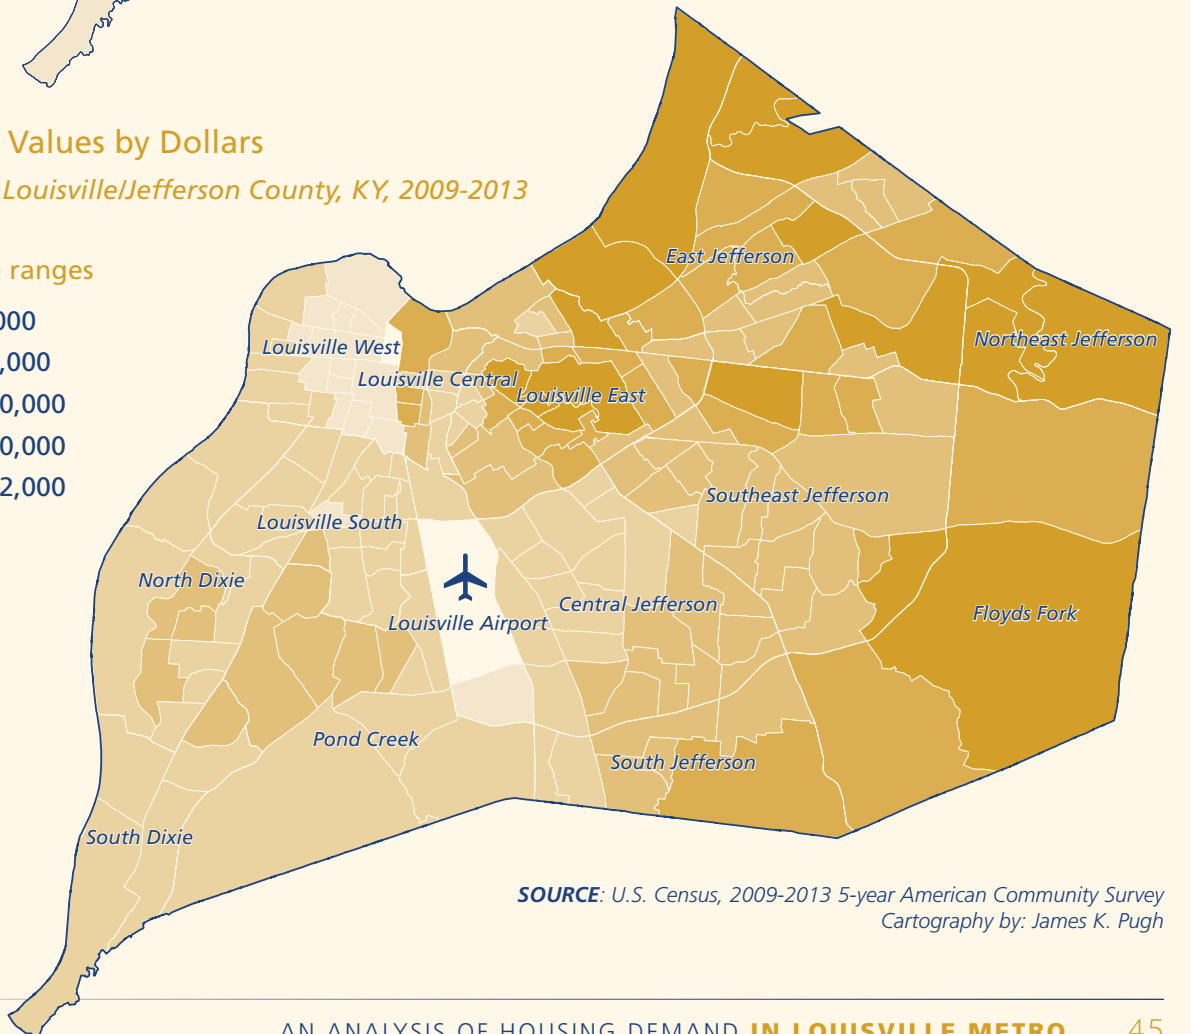 Values by Dollars
Louisville/Jefferson County, KY, 2009-2013
ranges
000
,000
0,000
0,000
2,000
East Jefferson
Northeast Jefferson
Louisville West
Louisville Central
Louisville East
Southeast Jefferson
Louisville South
North Dixie
Central Jefferson
Floyds Fork
Louisville Airport
Pond Creek
South Jefferson
South Dixie
SOURCE: U.S. Census, 2009-2013 5-year American Community Survey
Cartography by: James K. Pugh
AN ANALYSIS OF HOUSING DEMAND IN LOUISVILLE METRO 45